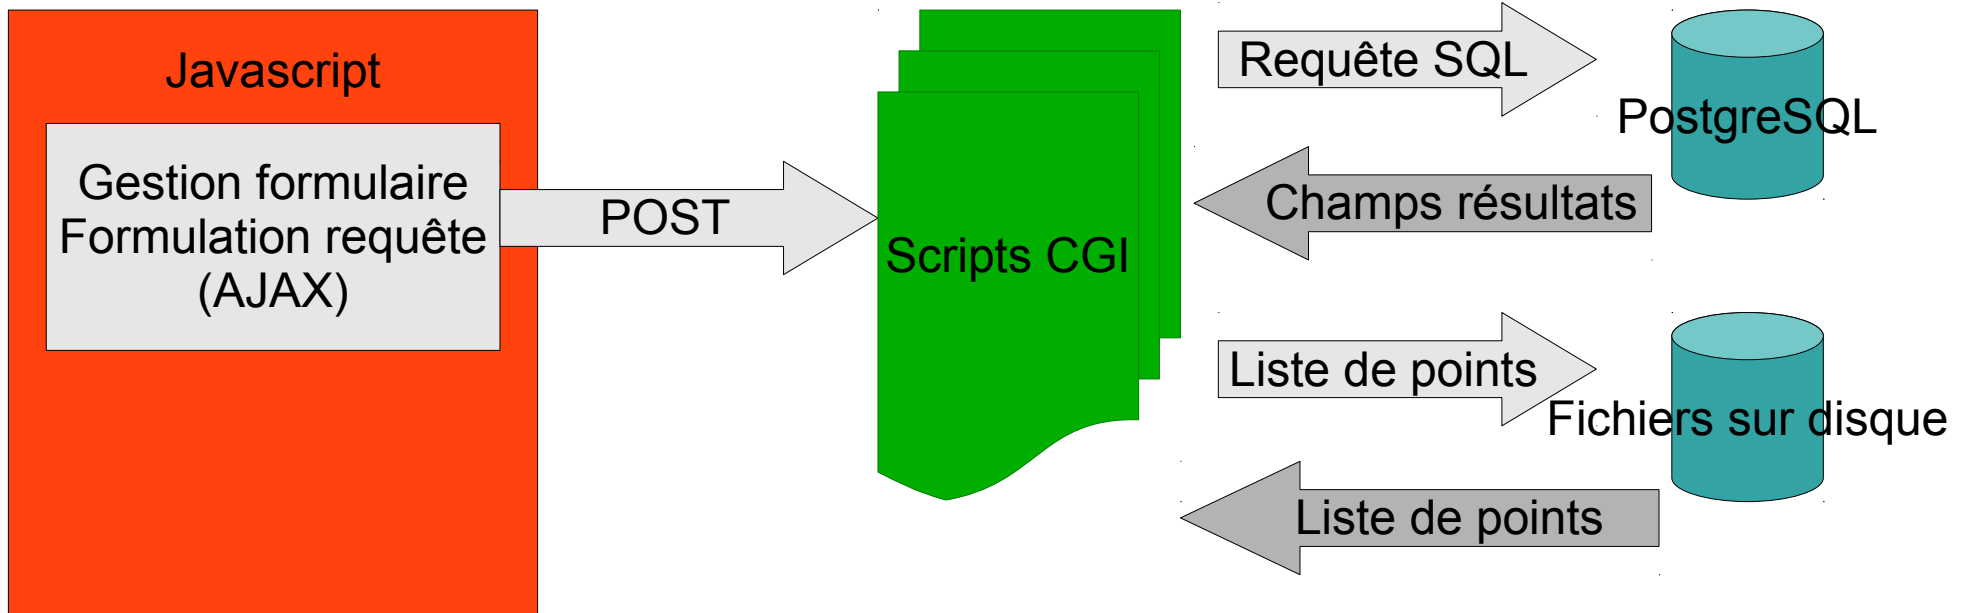 Javascript
Gestion formulaire
Formulation requête
(AJAX)
POST
Scripts CGI
Requête SQL
PostgreSQL
Champs résultats
Liste de points
Fichiers sur disque
Liste de points